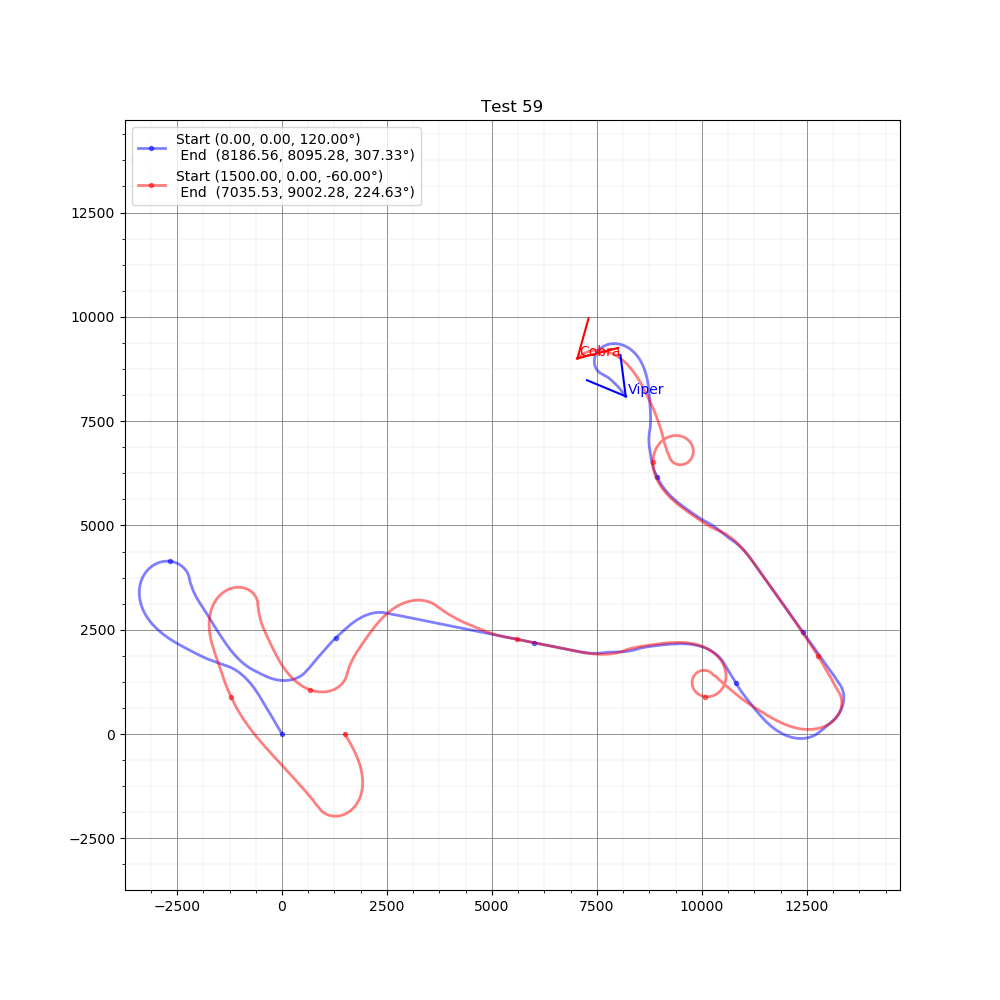 Test 59
Start (0.00, 0.00, 120.00°)
End  (8186.56, 8095.28, 307.33°)
Start (1500.00, 0.00, -60.00°)
End  (7035.53, 9002.28, 224.63°)
12500
10000
7500
5000
2500
0
−2500
Cobra
Viper
−2500 0 2500 5000 7500 10000 12500